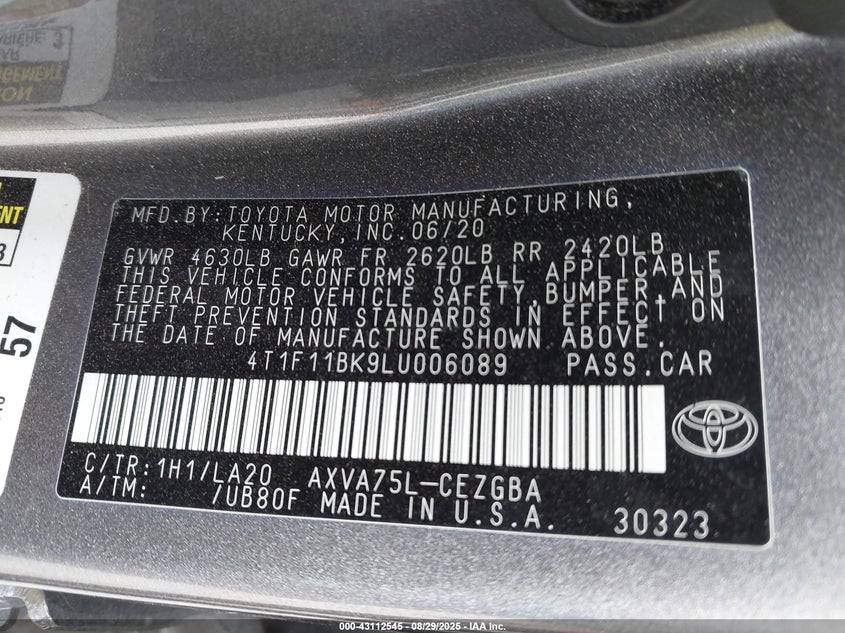 MFD.BY:TOYOTA MOTOR MANUFACTURING,
KENTUCKY,INC.06/20
GVWR 4630LB GAWR FR 2620LB RR 2420LB
THIS VEHICLE CONFORMS TO ALL APPLICABLE
FEDERAL MOTOR VEHICLE SAFETY,BUMPER,AND
THEFT PREVENTION STANDARDS IN EFFECT ON
THE DATE OF MANUFACTURE SHOWN ABOVE.
4T1F11BK9LU006089 PASS.CAR
C/TR:1H1/LA20 AXVA75L-CEZGBA
A/TM: /UB80F MADE IN U.S.A. 30323
57
000-43112545 - 08/29/2025 - IAA Inc.